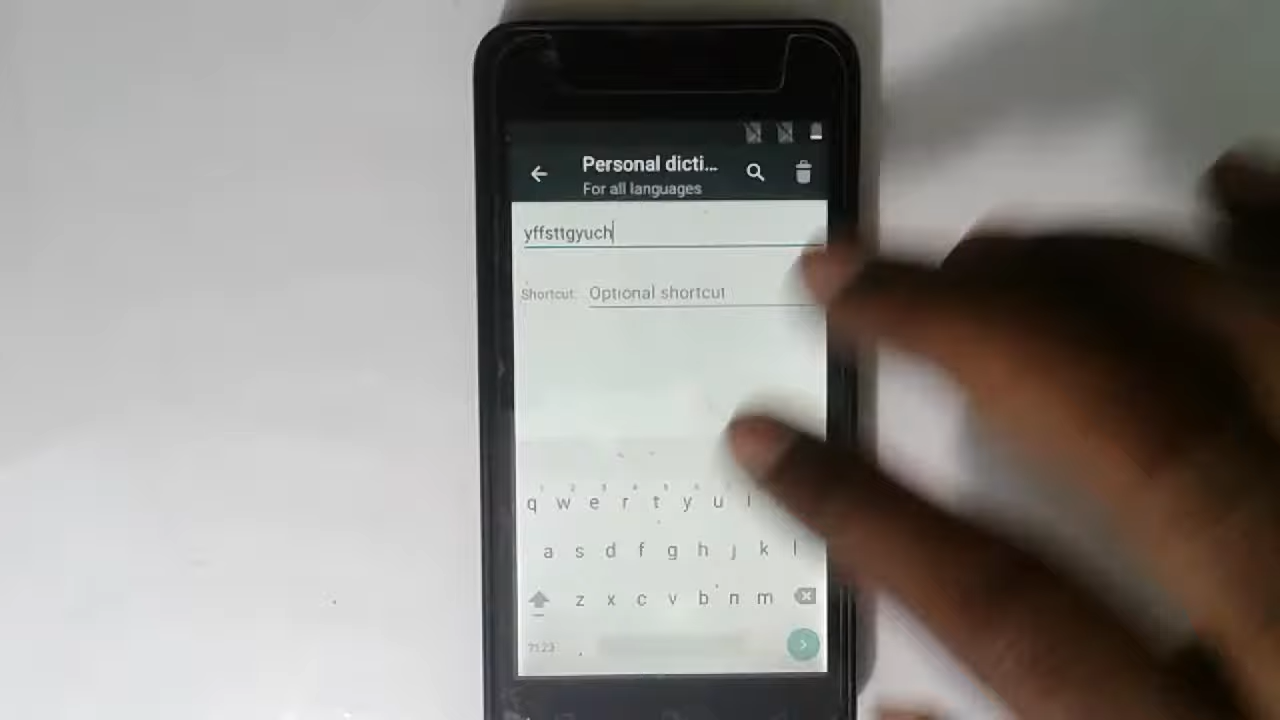 Personal dicti...
For all languages
yffsttgyuch
Shortcut: Optional shortcut
q w e r t y u i
a s d f g h j k l
z x c v b n m
?123 .